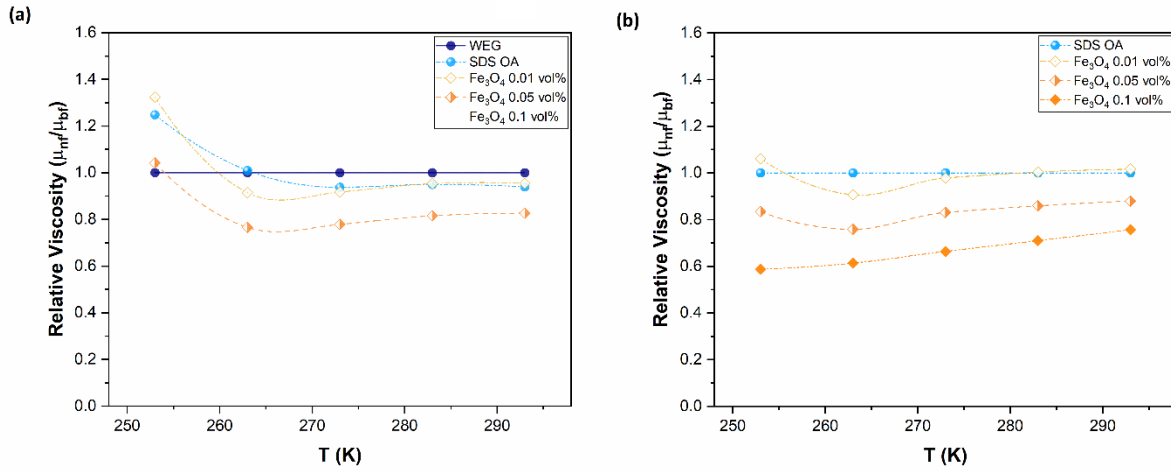 (a)
1.6
1.4
1.2
1.0
0.8
0.6
0.4
0.2
0.0
Relative Viscosity (μnf/μbf)
WEG
SDS OA
Fe₃O₄ 0.01 vol%
Fe₃O₄ 0.05 vol%
Fe₃O₄ 0.1 vol%
250 260 270 280 290
T (K)
(b)
1.6
1.4
1.2
1.0
0.8
0.6
0.4
0.2
0.0
Relative Viscosity (μnf/μbf)
SDS OA
Fe₃O₄ 0.01 vol%
Fe₃O₄ 0.05 vol%
Fe₃O₄ 0.1 vol%
250 260 270 280 290
T (K)